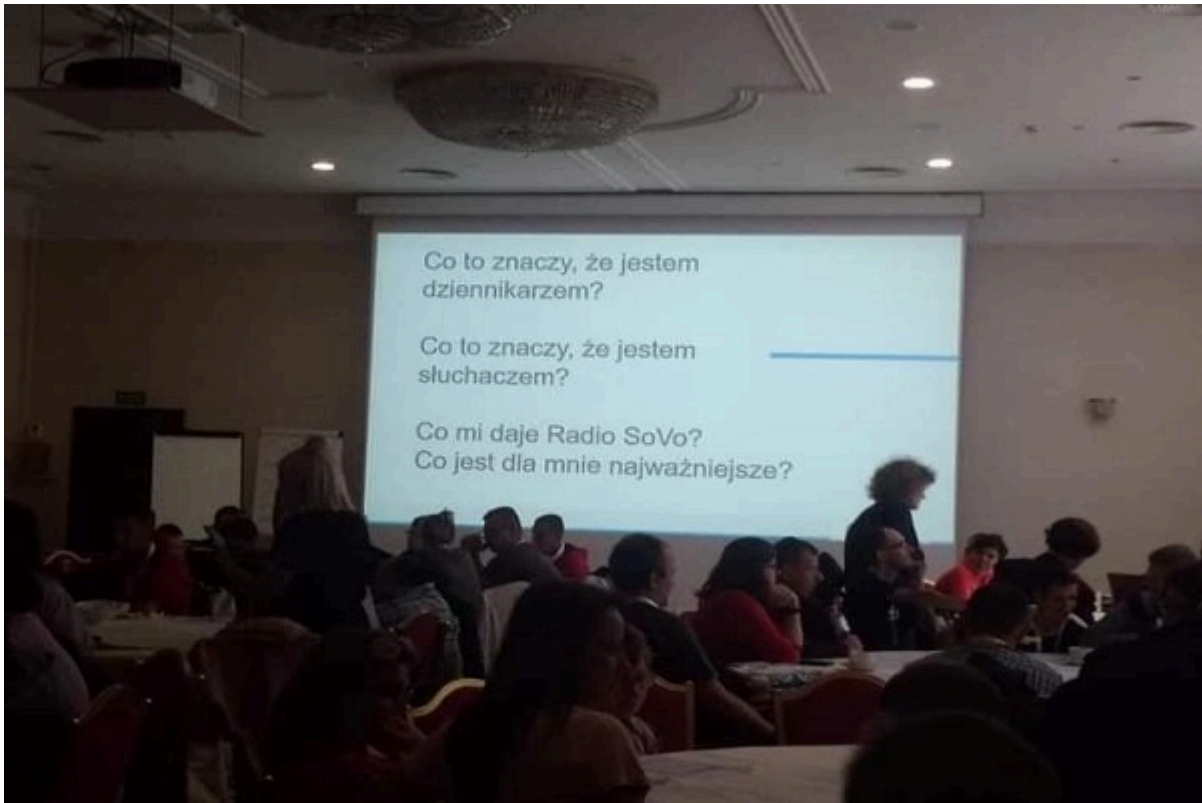 Co to znaczy, że jestem
dziennikarzem?
Co to znaczy, że jestem
słuchaczem?
Co mi daje Radio SoVo?
Co jest dla mnie najważniejsze?